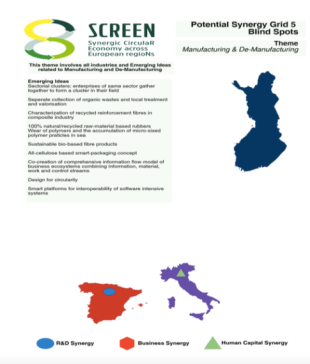 SCREEN
Synergic CirculaR
Economy across
European regioNs
Potential Synergy Grid 5
Blind Spots
Theme
Manufacturing & De-Manufacturing
This theme involves all industries and Emerging Ideas
related to Manufacturing and De-Manufacturing
Emerging Ideas
Sectorial clusters: enterprises of same sector gather
together to form a cluster in their field
Separate collection of organic wastes and local treatment
and valorisation
Characterization of recycled reinforcement fibres in
composite industry
100% natural/recycled raw-material based rubbers
Wear of polymers and the accumulation of micro-sized
polymer particles in sea
Sustainable bio-based fibre products
All-cellulose based smart-packaging concept
Co-creation of comprehensive information flow model of
business ecosystems combining information, material,
work and control streams
Design for circularity
Smart platforms for interoperability of software intensive
systems
R&D Synergy
Business Synergy
Human Capital Synergy